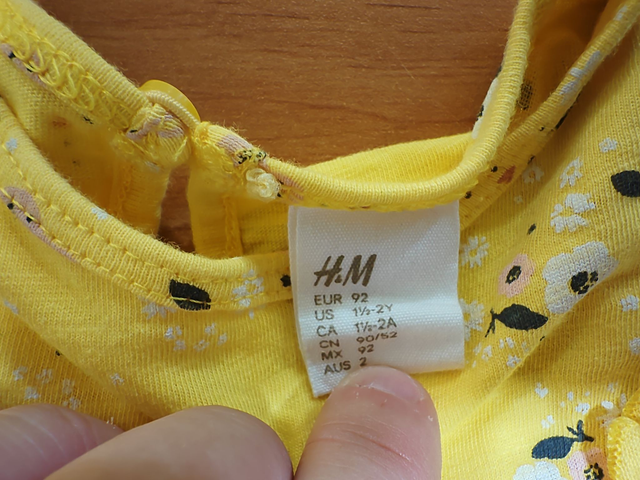 H&M
EUR 92
US 1½-2Y
CA 1½-2A
CN 90/52
MX 92
AUS 2